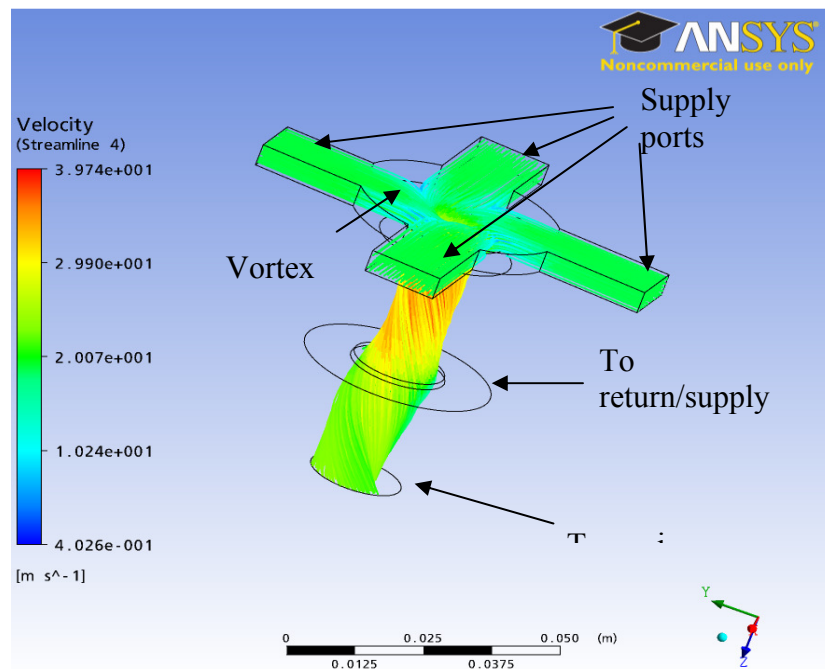 ANSYS
Noncommercial use only
Supply
ports
Velocity
(Streamline 4)
3.974e+001
2.990e+001
2.007e+001
1.024e+001
4.026e-001
[m s^-1]
Vortex
To
return/supply
Y
Z
0
0.025
0.050
(m)
0.0125
0.0375